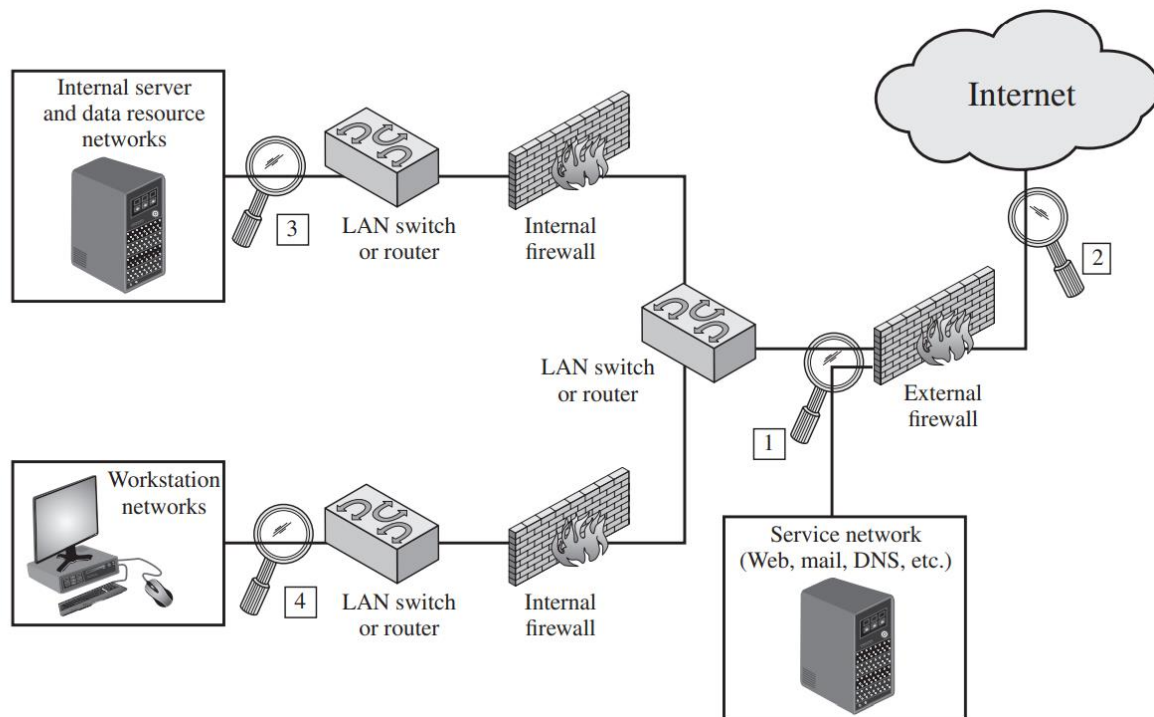 Internal server
and data resource
networks
3
LAN switch
or router
Internal
firewall
Internet
2
LAN switch
or router
1
External
firewall
Workstation
networks
4
LAN switch
or router
Internal
firewall
Service network
(Web, mail, DNS, etc.)